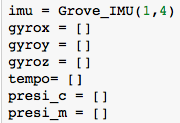 imu = Grove_IMU(1,4)
gyrox = []
gyroy = []
gyroz = []
tempo= []
presi_c = []
presi_m = []